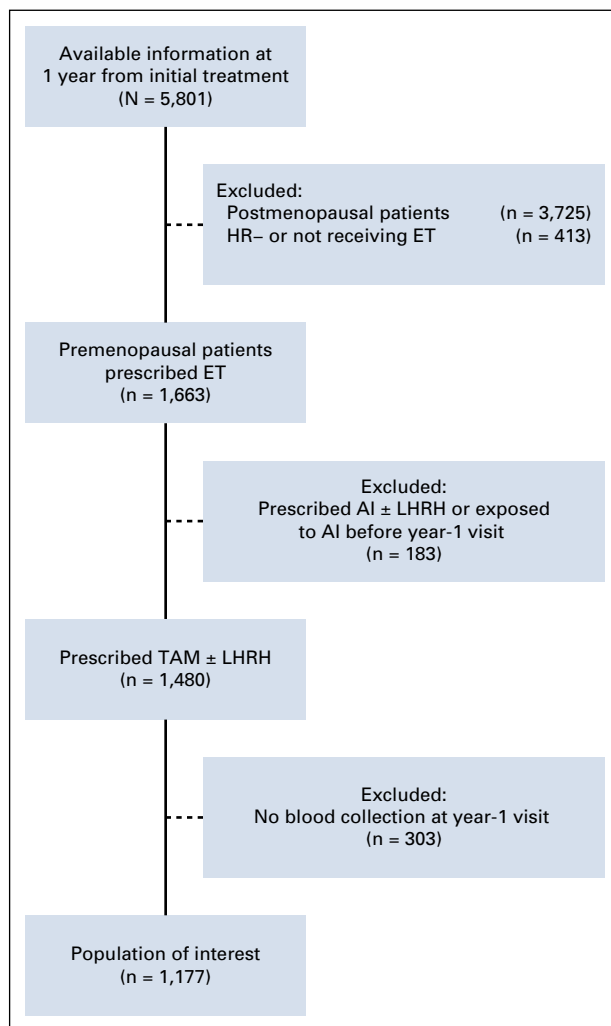 Available information at
1 year from initial treatment
(N = 5,801)
Excluded:
Postmenopausal patients (n = 3,725)
HR− or not receiving ET (n = 413)
Premenopausal patients
prescribed ET
(n = 1,663)
Excluded:
Prescribed AI ± LHRH or exposed
to AI before year-1 visit
(n = 183)
Prescribed TAM ± LHRH
(n = 1,480)
Excluded:
No blood collection at year-1 visit
(n = 303)
Population of interest
(n = 1,177)